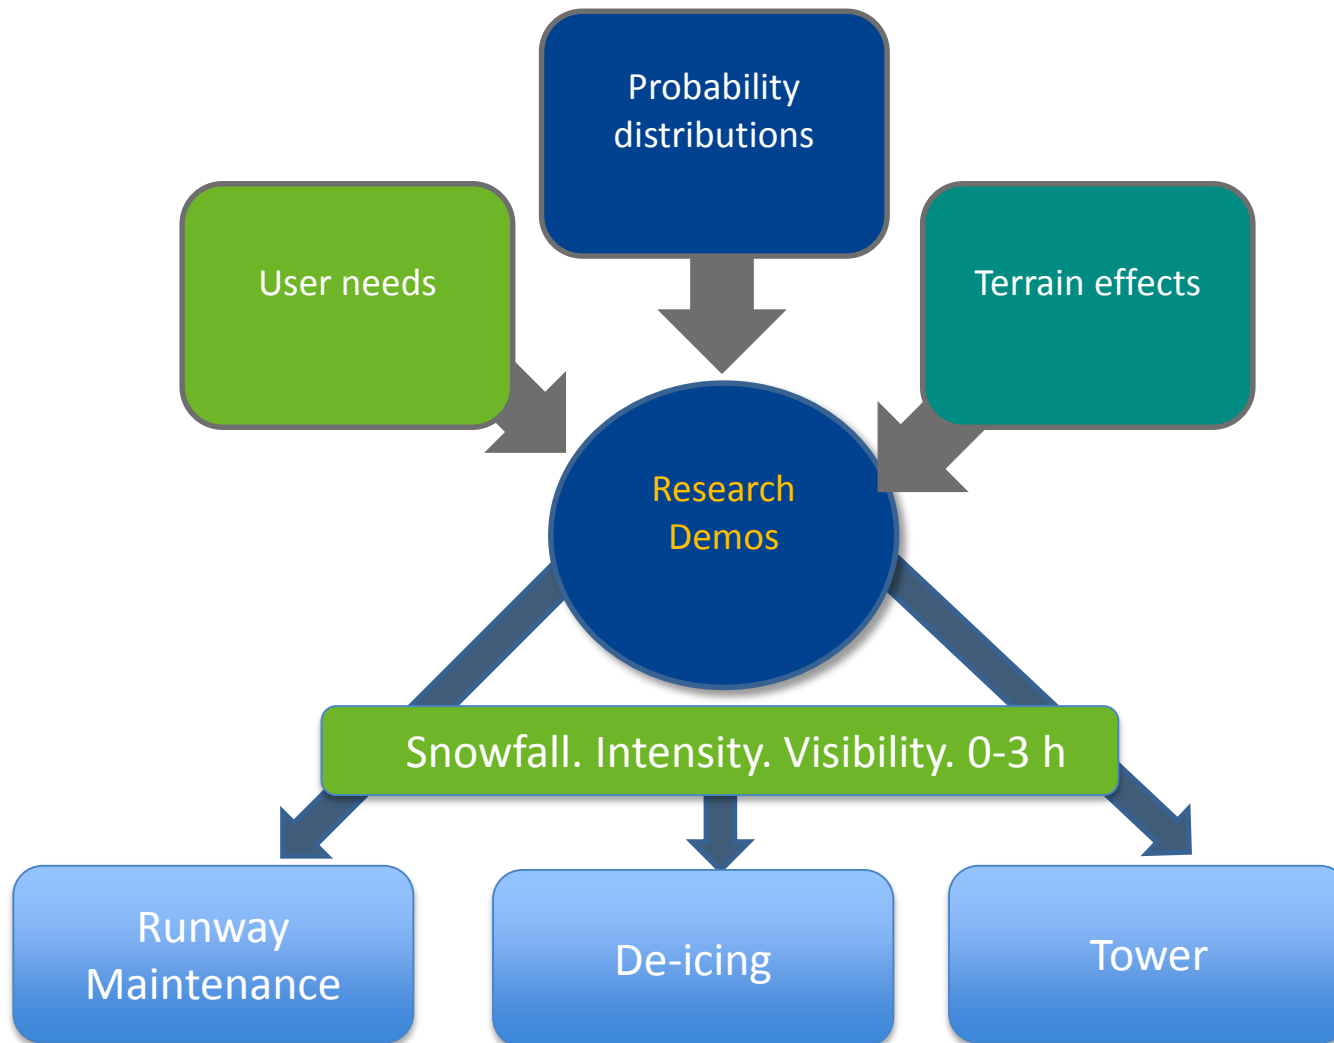 Probability
distributions
User needs
Terrain effects
Research
Demos
Snowfall. Intensity. Visibility. 0-3 h
Runway
Maintenance
De-icing
Tower